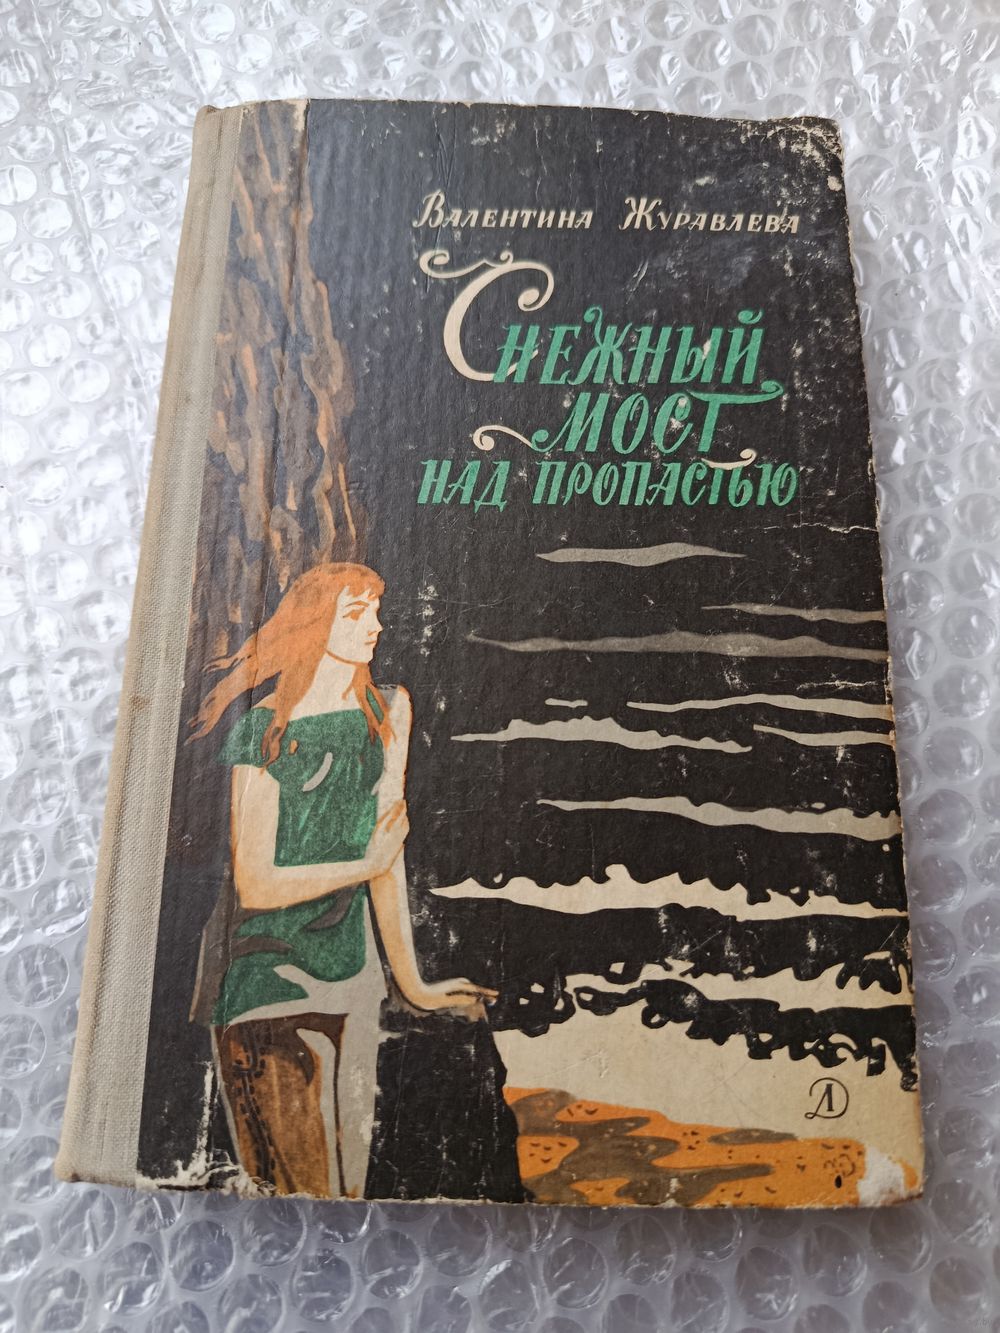 Валентина Журавлева
Снежный
мост
над пропастью
Д